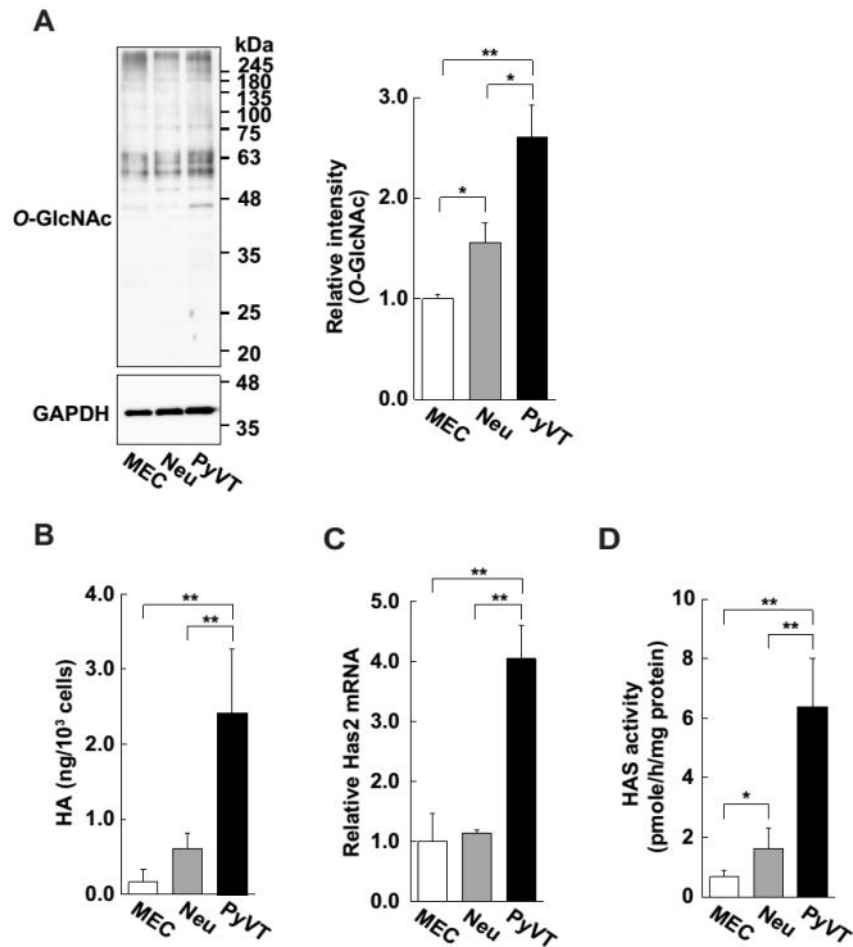 A
kDa
245
180
135
100
75
63
48
35
25
20
O-GlcNAc
48
35
GAPDH
MEC
Neu
PyVT
Relative intensity
(O-GlcNAc)
3.0
2.0
1.0
0.0
**
*
*
MEC
Neu
PyVT
B
HA (ng/10³ cells)
4.0
3.0
2.0
1.0
0.0
**
**
MEC
Neu
PyVT
C
Relative Has2 mRNA
5.0
4.0
3.0
2.0
1.0
0.0
**
**
MEC
Neu
PyVT
D
HAS activity
(pmole/h/mg protein)
10
8
6
4
2
0
**
**
*
MEC
Neu
PyVT